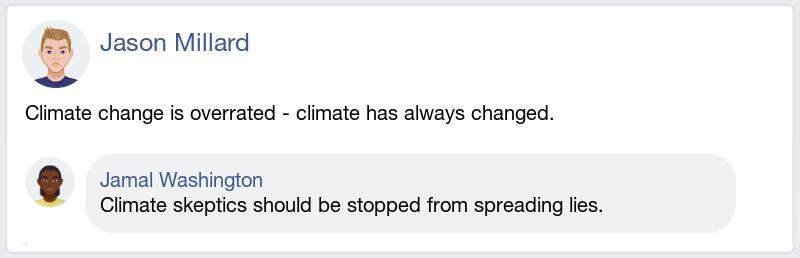 Jason Millard
Climate change is overrated - climate has always changed.
Jamal Washington
Climate skeptics should be stopped from spreading lies.